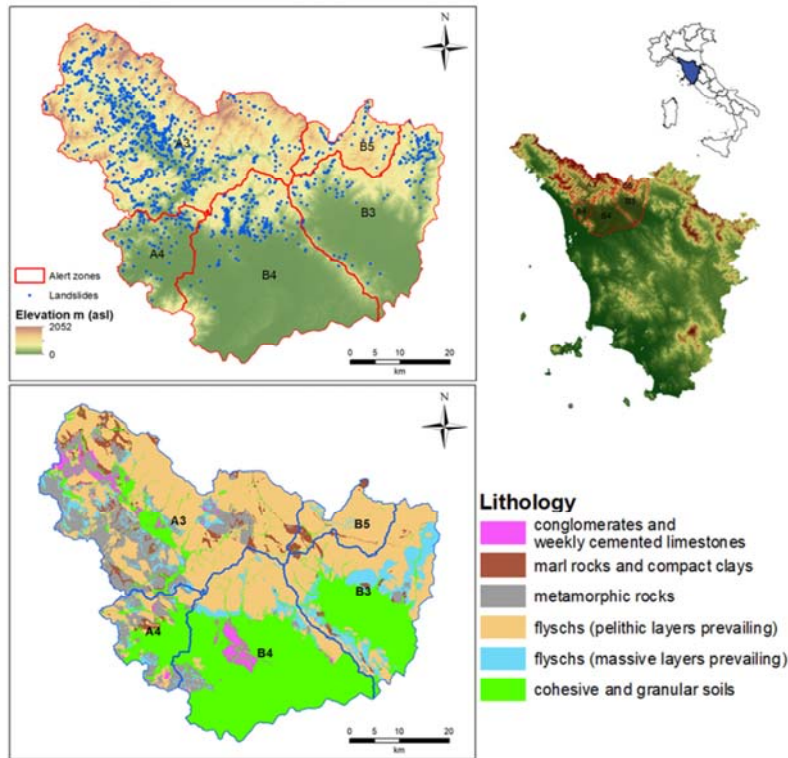 N
A3
B5
B3
A4
B4
Alert zones
Landslides
Elevation m (asl)
2052
0
0 5 10 20
km
B4
N
A3
B5
B3
A4
B4
0 5 10 20
km
Lithology
conglomerates and
weekly cemented limestones
marl rocks and compact clays
metamorphic rocks
flyschs (pelithic layers prevailing)
flyschs (massive layers prevailing)
cohesive and granular soils